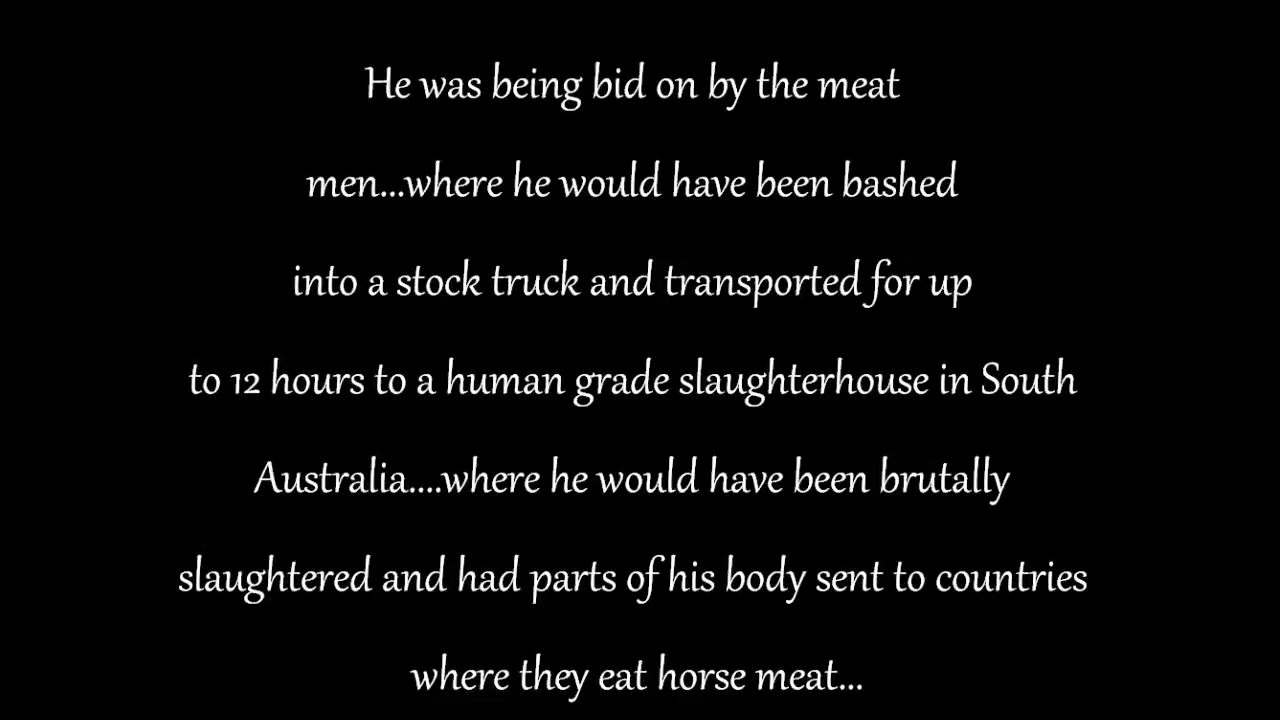 He was being bid on by the meat
men...where he would have been bashed
into a stock truck and transported for up
to 12 hours to a human grade slaughterhouse in South
Australia....where he would have been brutally
slaughtered and had parts of his body sent to countries
where they eat horse meat...